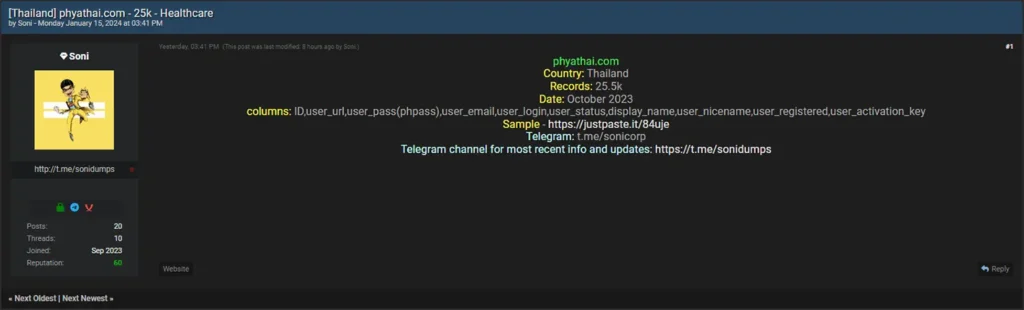 [Thailand] phyathai.com - 25k - Healthcare
by Soni - Monday January 15, 2024 at 03:41 PM
Soni
http://t.me/sonidumps
Posts: 20
Threads: 10
Joined: Sep 2023
Reputation: 60
Yesterday, 03:41 PM (This post was last modified: 8 hours ago by Soni.)
#1
phyathai.com
Country: Thailand
Records: 25.5k
Date: October 2023
columns: ID,user_url,user_pass(phpass),user_email,user_login,user_status,display_name,user_nicename,user_registered,user_activation_key
Sample - https://justpaste.it/84uje
Telegram: t.me/sonicorp
Telegram channel for most recent info and updates: https://t.me/sonidumps
Website
Reply
« Next Oldest | Next Newest »